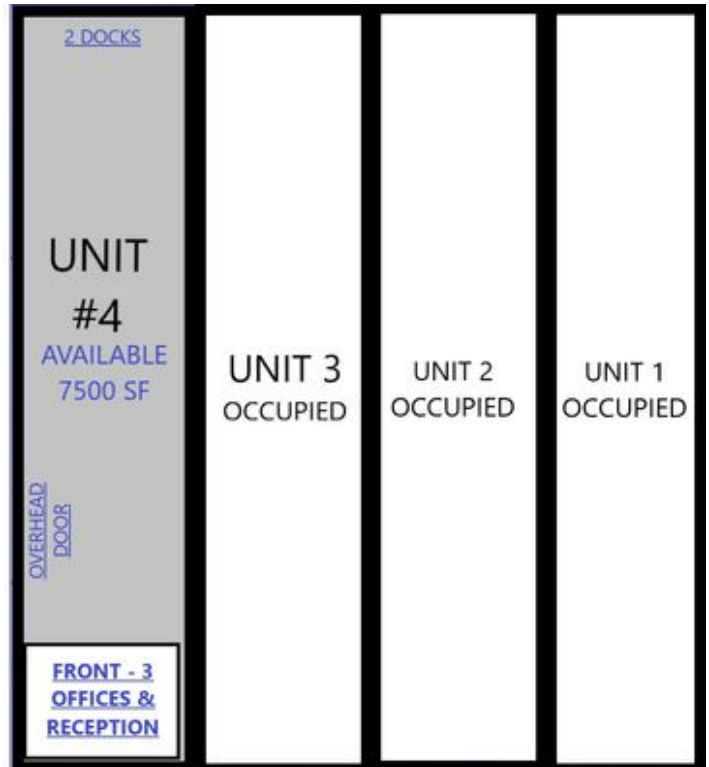 2 DOCKS
UNIT
#4
AVAILABLE
7500 SF
OVERHEAD
DOOR
FRONT - 3
OFFICES &
RECEPTION
UNIT 3
OCCUPIED
UNIT 2
OCCUPIED
UNIT 1
OCCUPIED